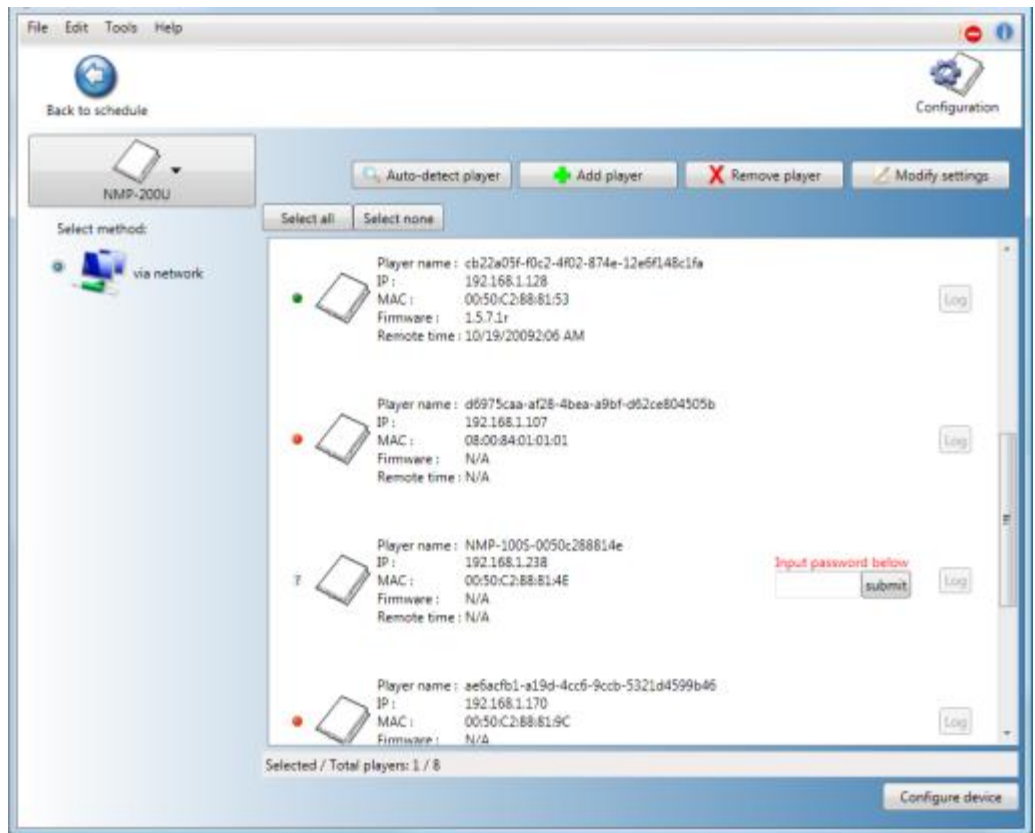 File Edit Tools Help
Back to schedule
Configuration
NMP-200U
Auto-detect player
Add player
X Remove player
Modify settings
Select method:
Select all
Select none
via network
Player name : cb22a05f-f0c2-4f02-874e-12e6f148c1fa
IP : 192.168.1.128
MAC : 00:50:C2:88:81:53
Firmware : 1.5.7.1r
Remote time : 10/19/20092:06 AM
Log
Player name : d6975caa-af28-4bea-a9bf-d62ce804505b
IP : 192.168.1.107
MAC : 08:00:84:01:01:01
Firmware : N/A
Remote time : N/A
Log
Player name : NMP-100S-0050c288814e
IP : 192.168.1.238
? MAC : 00:50:C2:88:81:4E
Firmware : N/A
Remote time : N/A
Input password below
submit
Log
Player name : ae6acfb1-a19d-4cc6-9ccb-5321d4599b46
IP : 192.168.1.170
MAC : 00:50:C2:88:81:9C
Firmware : N/A
Log
Selected / Total players: 1 / 8
Configure device